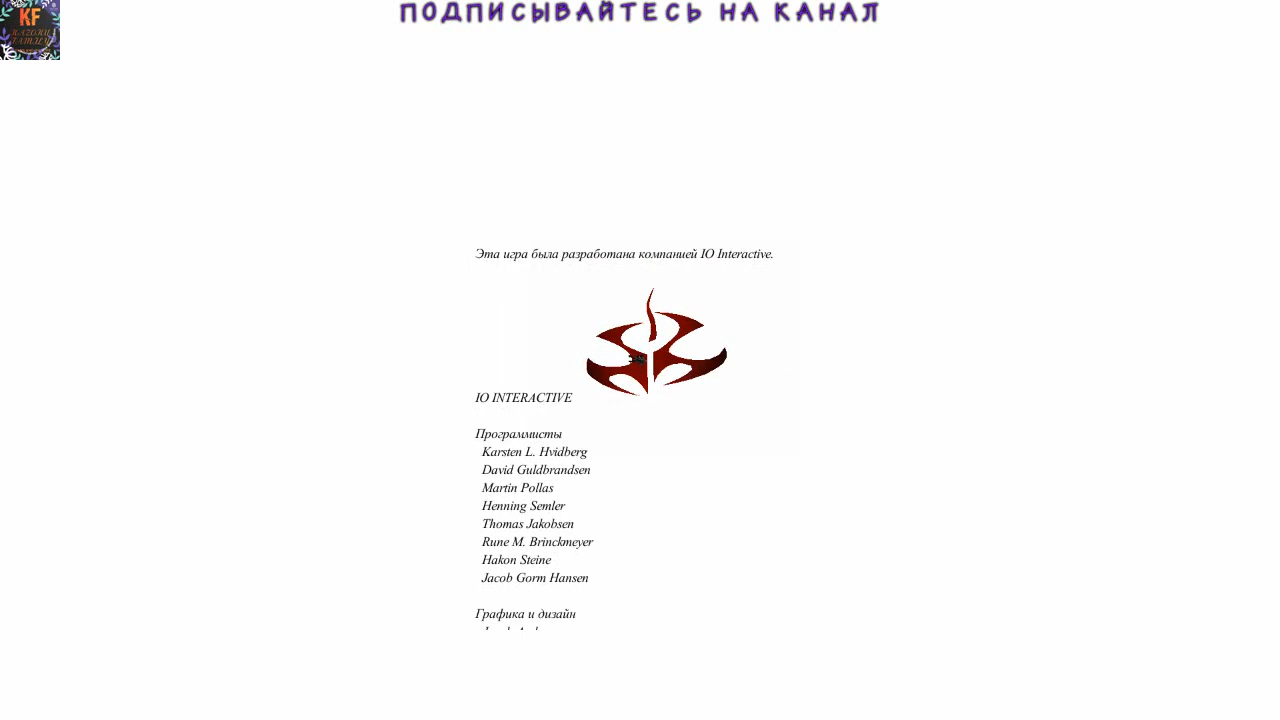 ПОДПИСЫВАЙТЕСЬ НА КАНАЛ
KF
Эта игра была разработана компанией IO Interactive.
IO INTERACTIVE
Программисты
Karsten L. Hvidberg
David Guldbrandsen
Martin Pollas
Henning Semler
Thomas Jakobsen
Rune M. Brinckmeyer
Hakon Steine
Jacob Gorm Hansen
Графика и дизайн